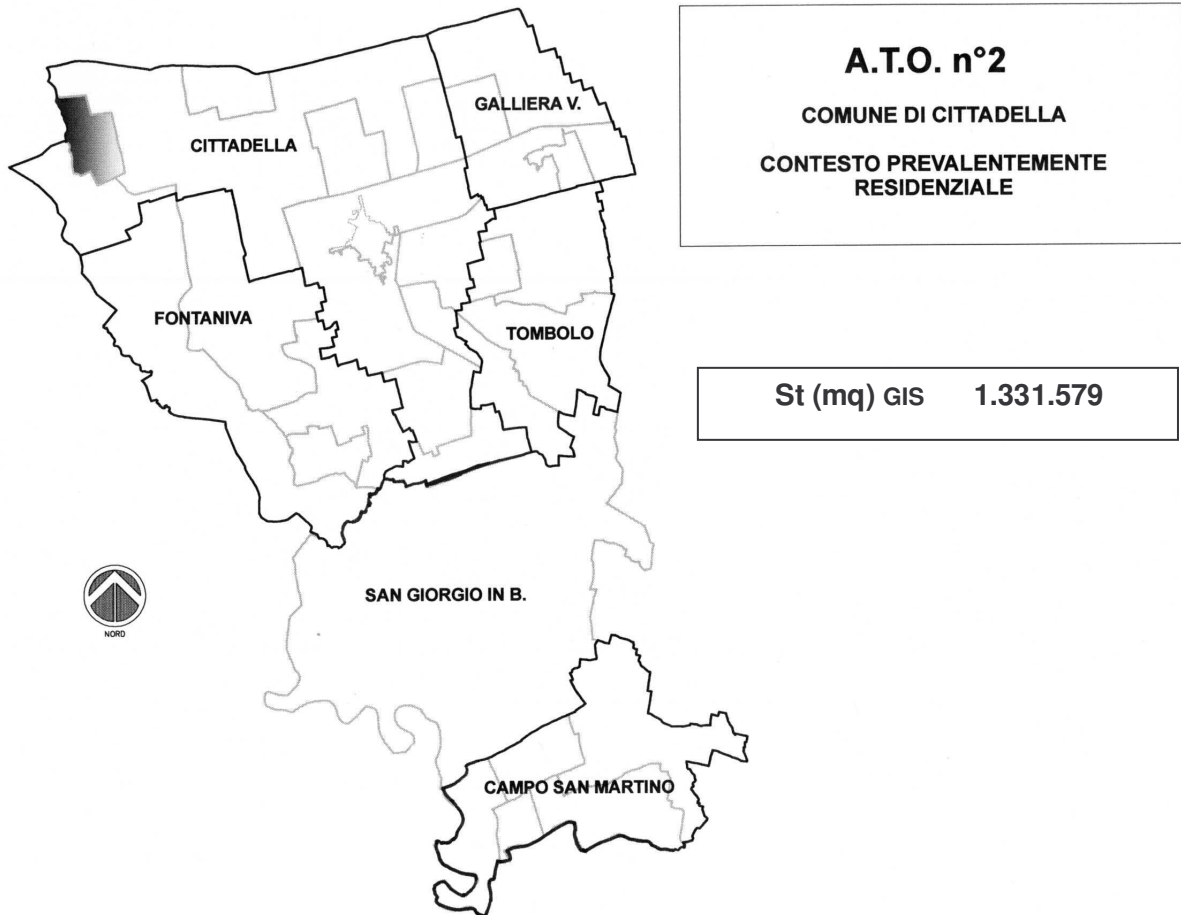 A.T.O. n°2
COMUNE DI CITTADELLA
CONTESTO PREVALENTEMENTE
RESIDENZIALE
GALLIERA V.
CITTADELLA
FONTANIVA
TOMBOLO
St (mq) GIS 1.331.579
SAN GIORGIO IN B.
NORD
CAMPO SAN MARTINO